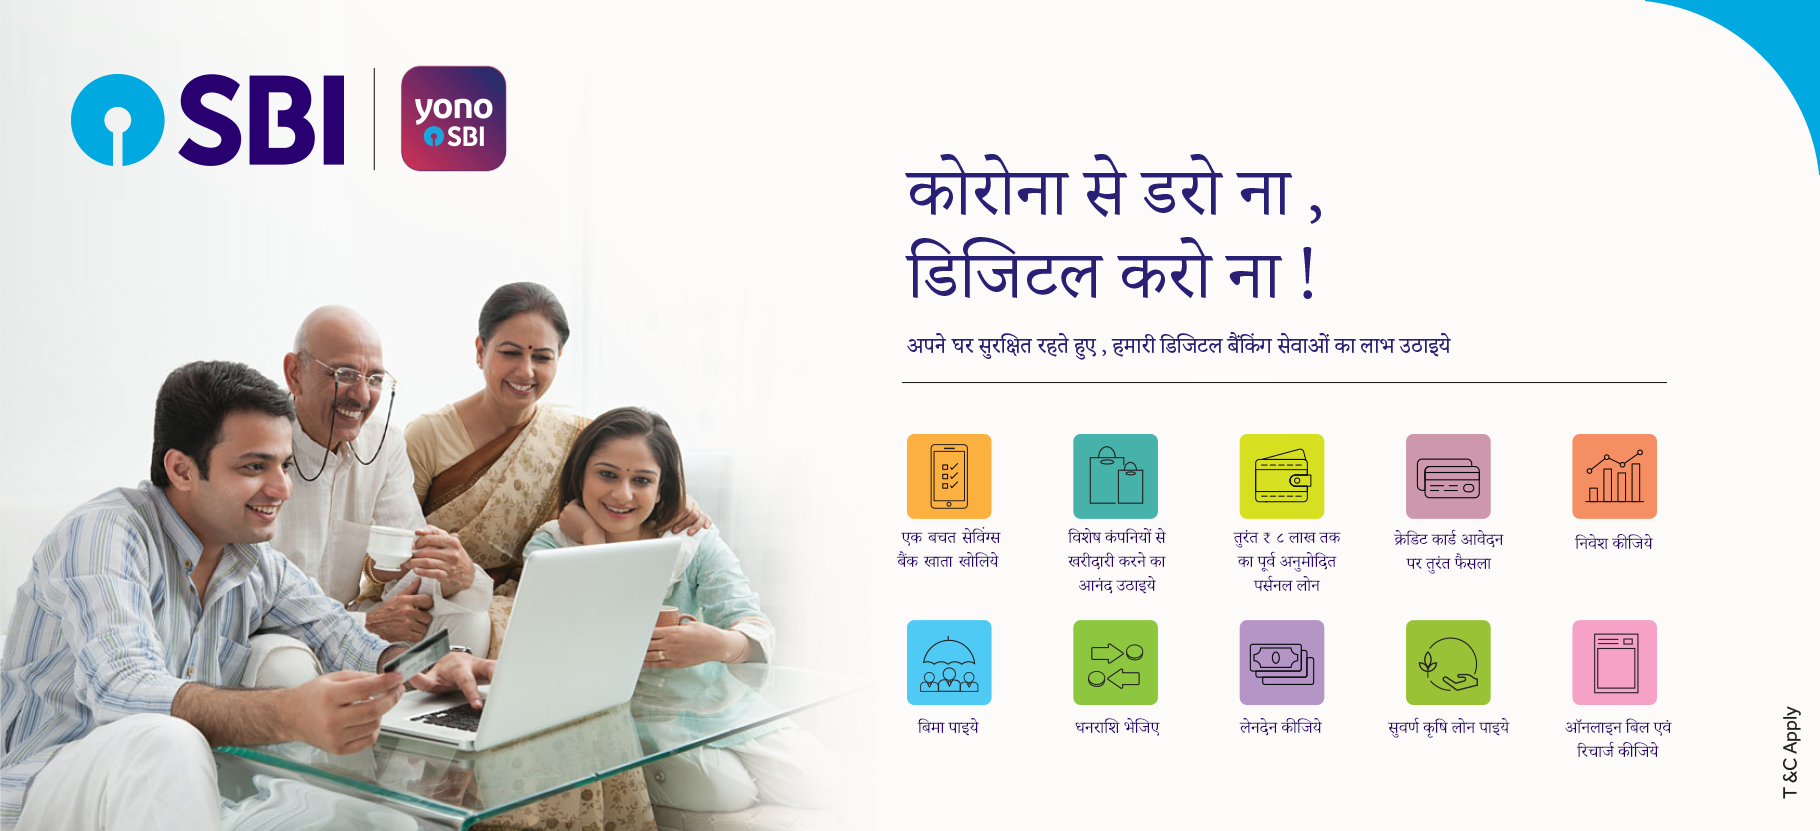 SBI
yono
SBI
कोरोना से डरो ना ,
डिजिटल करो ना !
अपने घर सुरक्षित रहते हुए , हमारी डिजिटल बैंकिंग सेवाओं का लाभ उठाइये
एक बचत सेविंग्स
बैंक खाता खोलिये
विशेष कंपनियों से
खरीदारी करने का
आनंद उठाइये
तुरंत ₹ ८ लाख तक
का पूर्व अनुमोदित
पर्सनल लोन
क्रेडिट कार्ड आवेदन
पर तुरंत फैसला
निवेश कीजिये
बिमा पाइये
धनराशि भेजिए
लेनदेन कीजिये
सुवर्ण कृषि लोन पाइये
ऑनलाइन बिल एवं
रिचार्ज कीजिये
T &C Apply